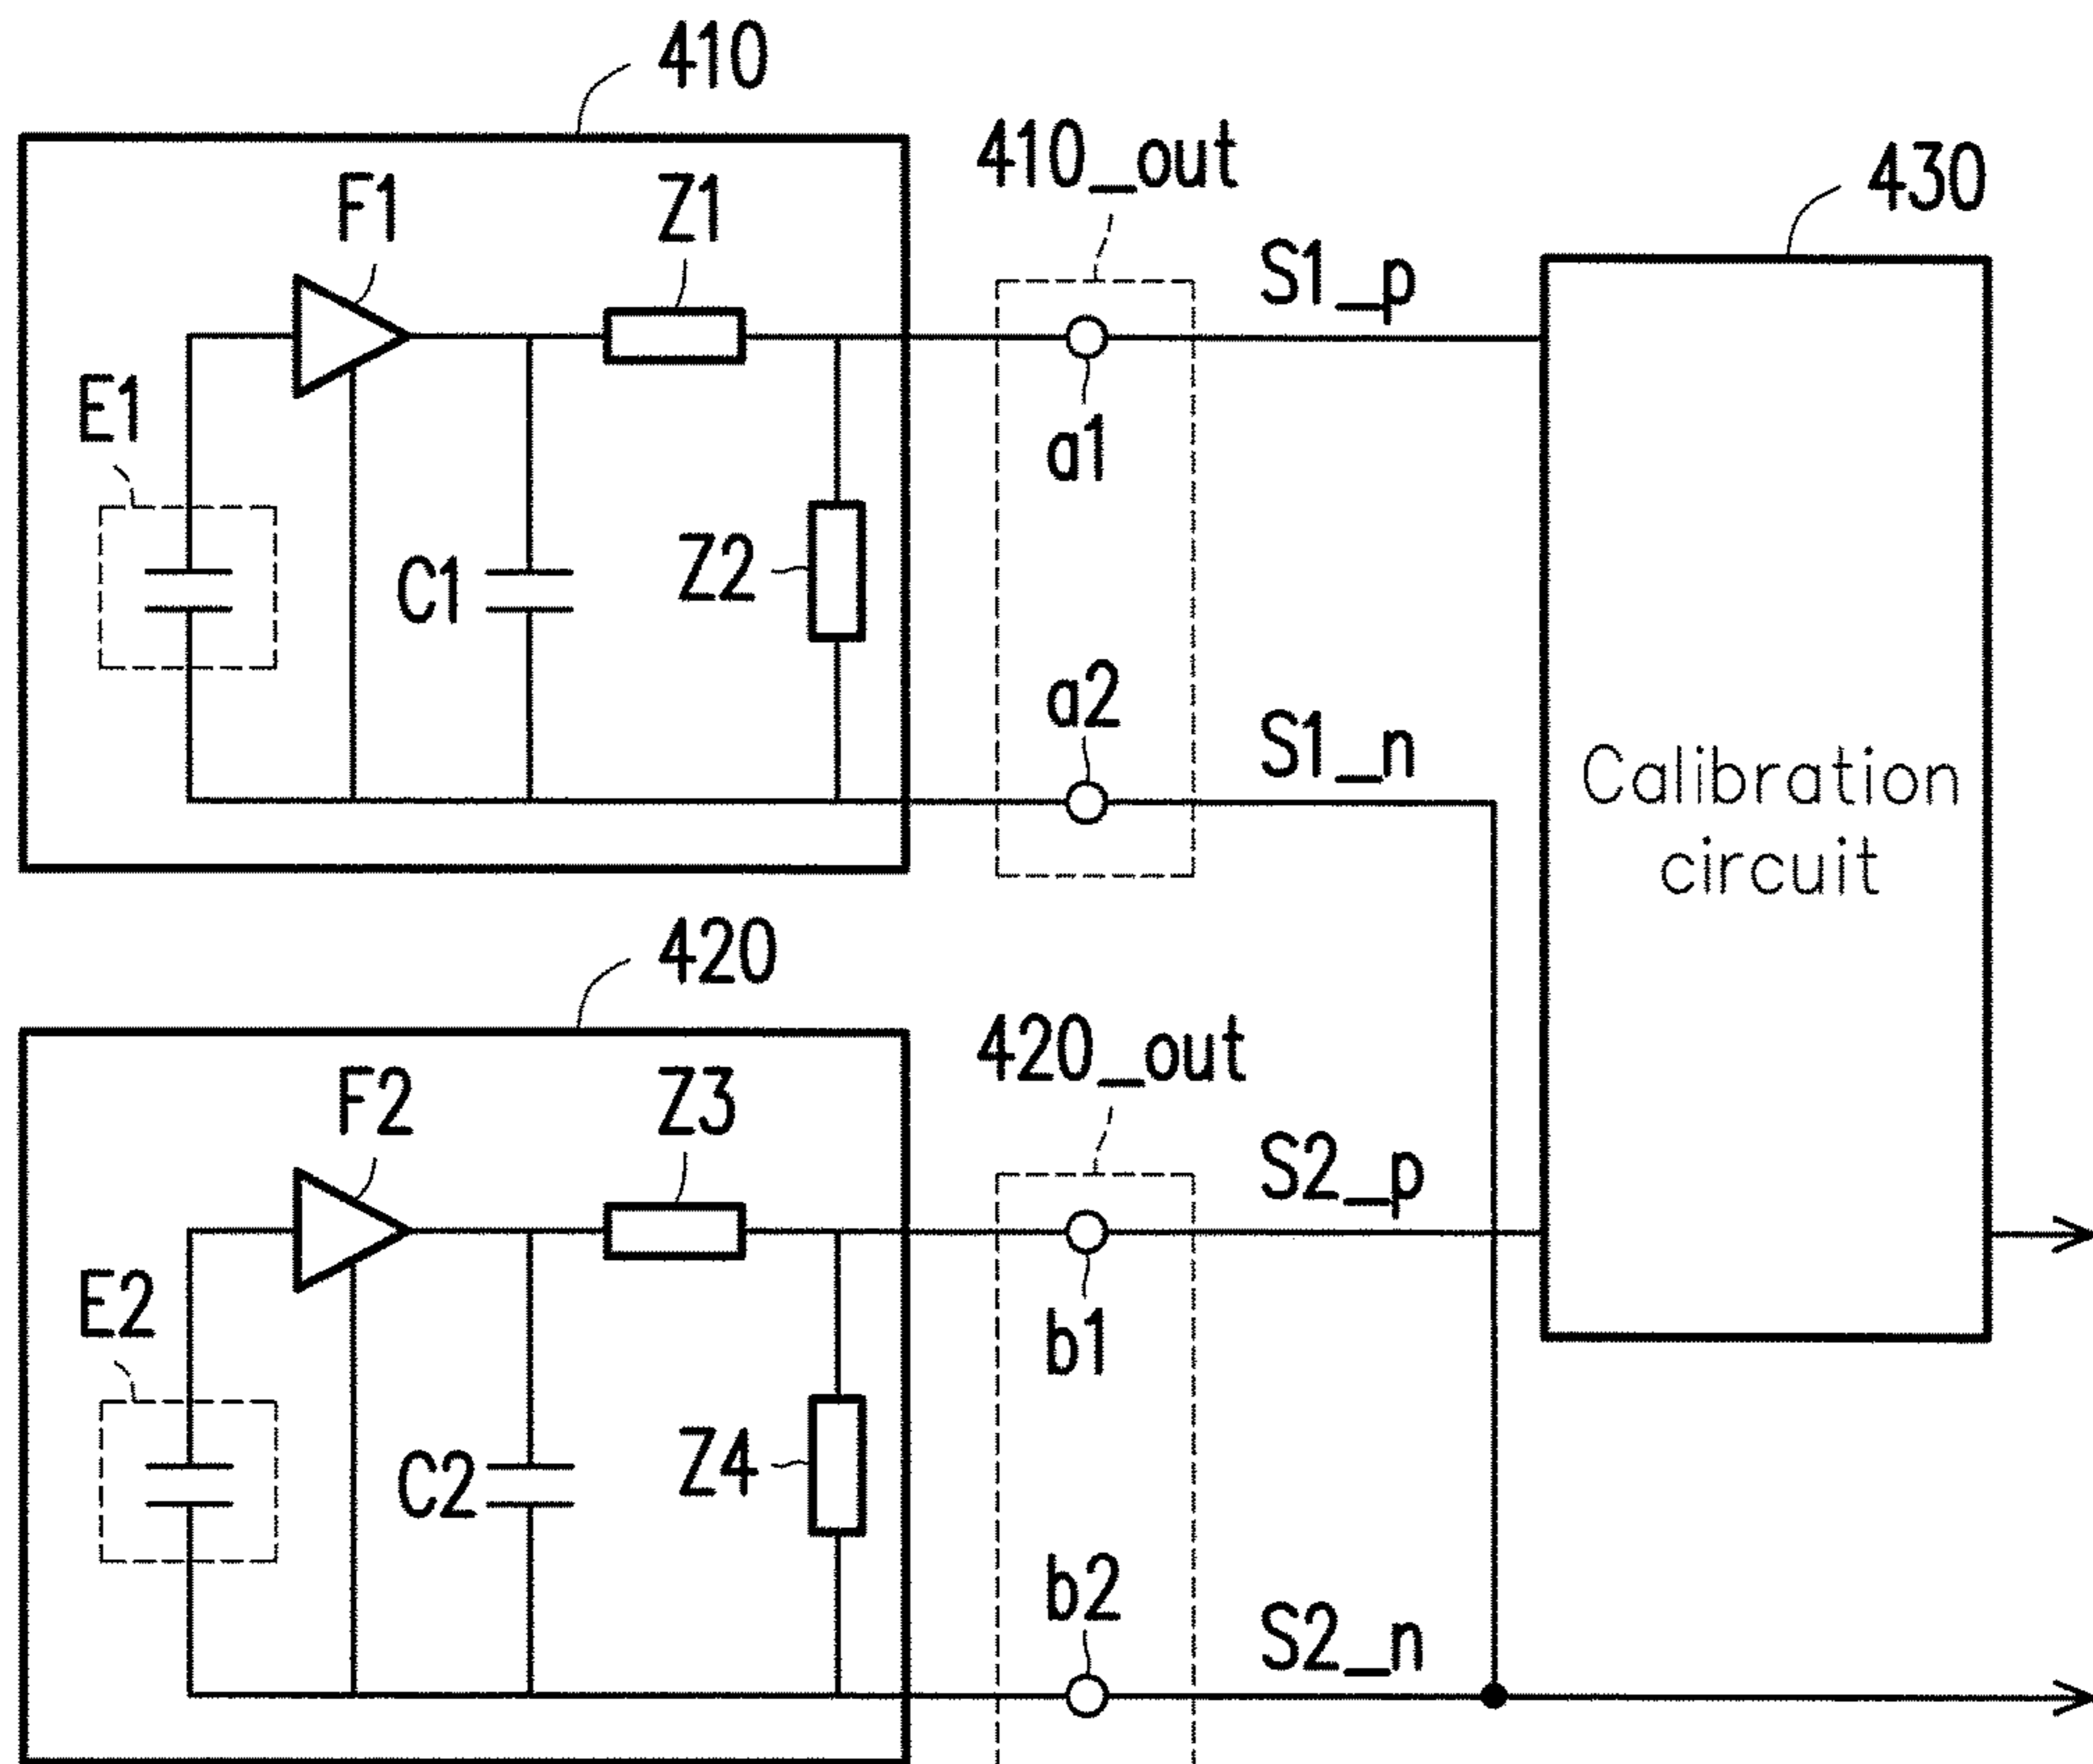 410
F1
Z1
410_out
430
S1_p
E1
a1
C1
Z2
a2
S1_n
Calibration
circuit
420
F2
Z3
420_out
S2_p
E2
b1
C2
Z4
b2
S2_n